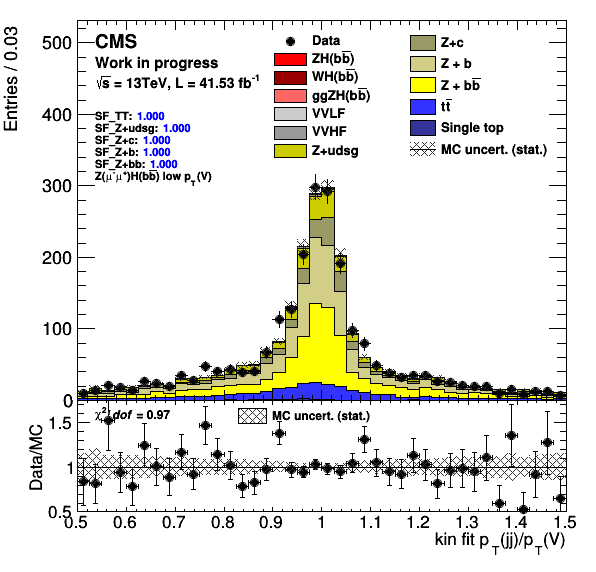 Entries / 0.03
500
400
300
200
100
0
CMS
Work in progress
√s = 13TeV, L = 41.53 fb⁻¹
SF_TT: 1.000
SF_Z+udsg: 1.000
SF_Z+c: 1.000
SF_Z+b: 1.000
SF_Z+bb: 1.000
Z(μ⁻μ⁺)H(bb̅) low p_T(V)
Data
ZH(bb̅)
WH(bb̅)
ggZH(bb̅)
VVLF
VVHF
Z+udsg
Z+c
Z + b
Z + bb̅
tt̅
Single top
MC uncert. (stat.)
Data/MC
1.5
1
0.5
χ²/dof = 0.97
MC uncert. (stat.)
0.5 0.6 0.7 0.8 0.9 1 1.1 1.2 1.3 1.4 1.5
kin fit p_T(jj)/p_T(V)